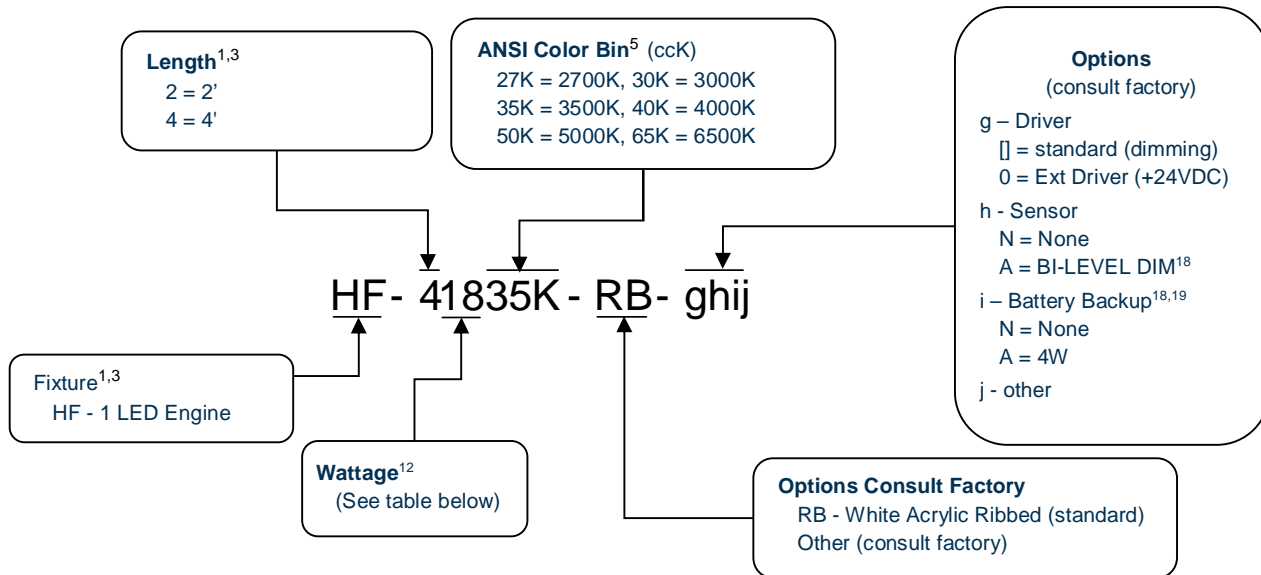 Length1,3
2 = 2'
4 = 4'
ANSI Color Bin5 (ccK)
27K = 2700K, 30K = 3000K
35K = 3500K, 40K = 4000K
50K = 5000K, 65K = 6500K
Options
(consult factory)
g – Driver
[] = standard (dimming)
0 = Ext Driver (+24VDC)
h - Sensor
N = None
A = BI-LEVEL DIM18
i – Battery Backup18,19
N = None
A = 4W
j - other
HF - 41835K - RB - ghij
Fixture1,3
HF - 1 LED Engine
Wattage12
(See table below)
Options Consult Factory
RB - White Acrylic Ribbed (standard)
Other (consult factory)